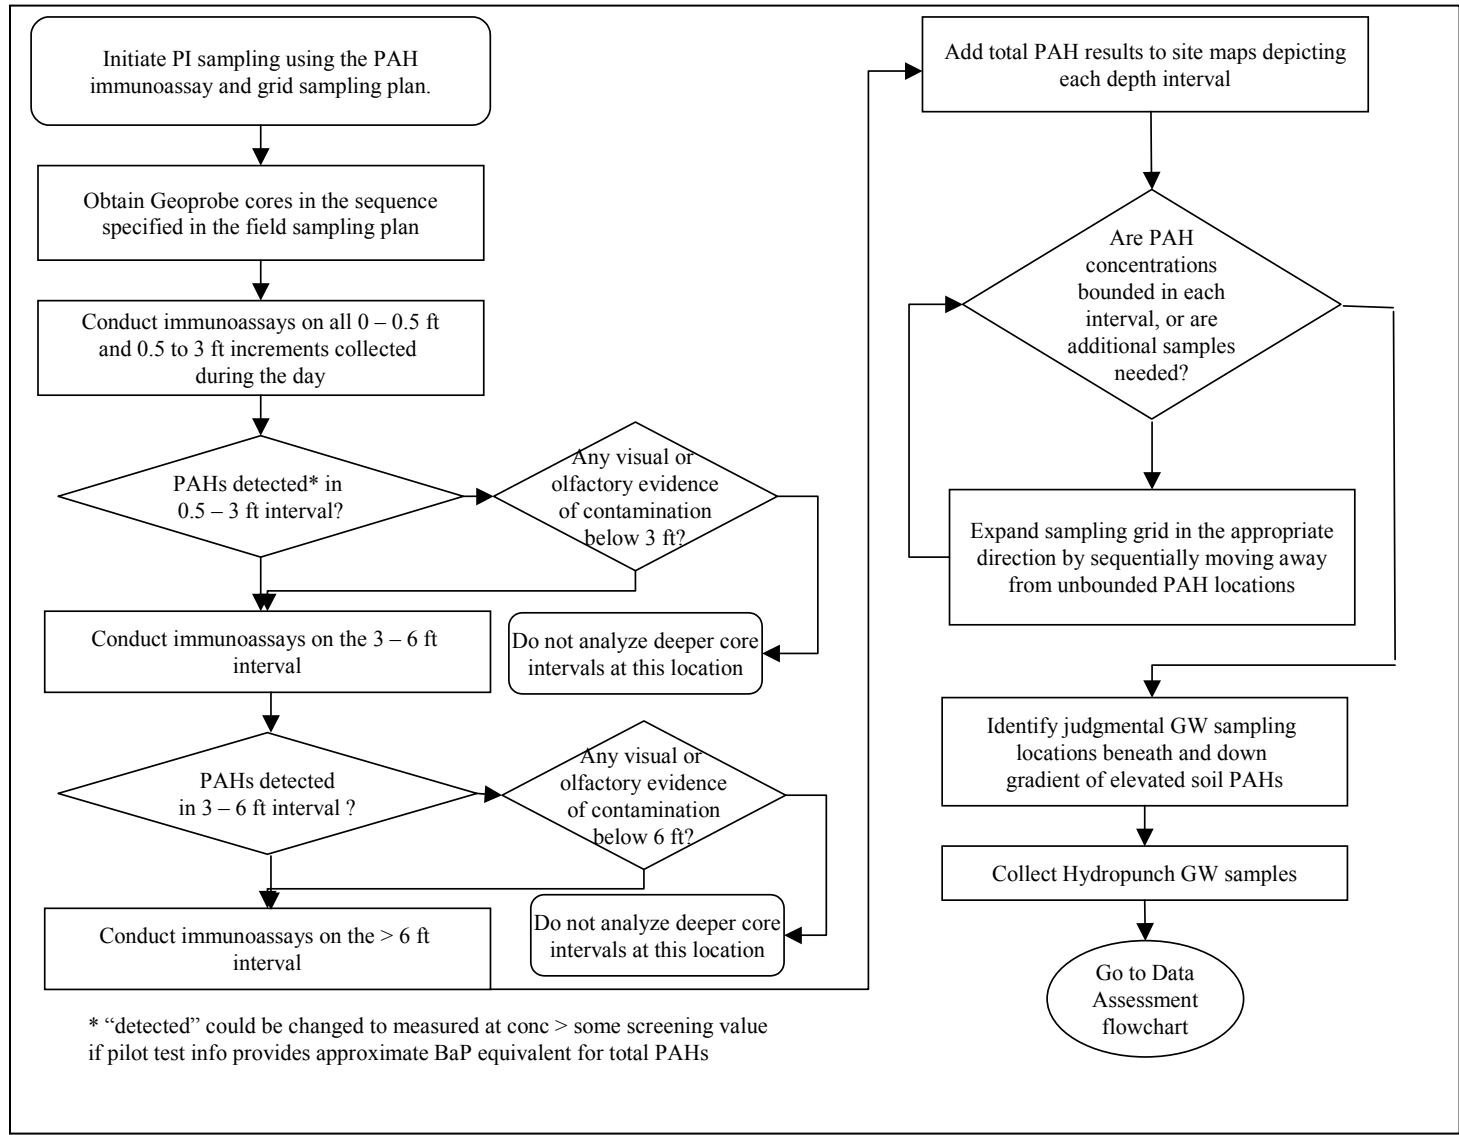 Initiate PI sampling using the PAH
immunoassay and grid sampling plan.
Obtain Geoprobe cores in the sequence
specified in the field sampling plan
Conduct immunoassays on all 0 – 0.5 ft
and 0.5 to 3 ft increments collected
during the day
PAHs detected* in
0.5 – 3 ft interval?
Any visual or
olfactory evidence
of contamination
below 3 ft?
Conduct immunoassays on the 3 – 6 ft
interval
Do not analyze deeper core
intervals at this location
PAHs detected
in 3 – 6 ft interval ?
Any visual or
olfactory evidence
of contamination
below 6 ft?
Conduct immunoassays on the > 6 ft
interval
Do not analyze deeper core
intervals at this location
* “detected” could be changed to measured at conc > some screening value
if pilot test info provides approximate BaP equivalent for total PAHs
Add total PAH results to site maps depicting
each depth interval
Are PAH
concentrations
bounded in each
interval, or are
additional samples
needed?
Expand sampling grid in the appropriate
direction by sequentially moving away
from unbounded PAH locations
Identify judgmental GW sampling
locations beneath and down
gradient of elevated soil PAHs
Collect Hydropunch GW samples
Go to Data
Assessment
flowchart